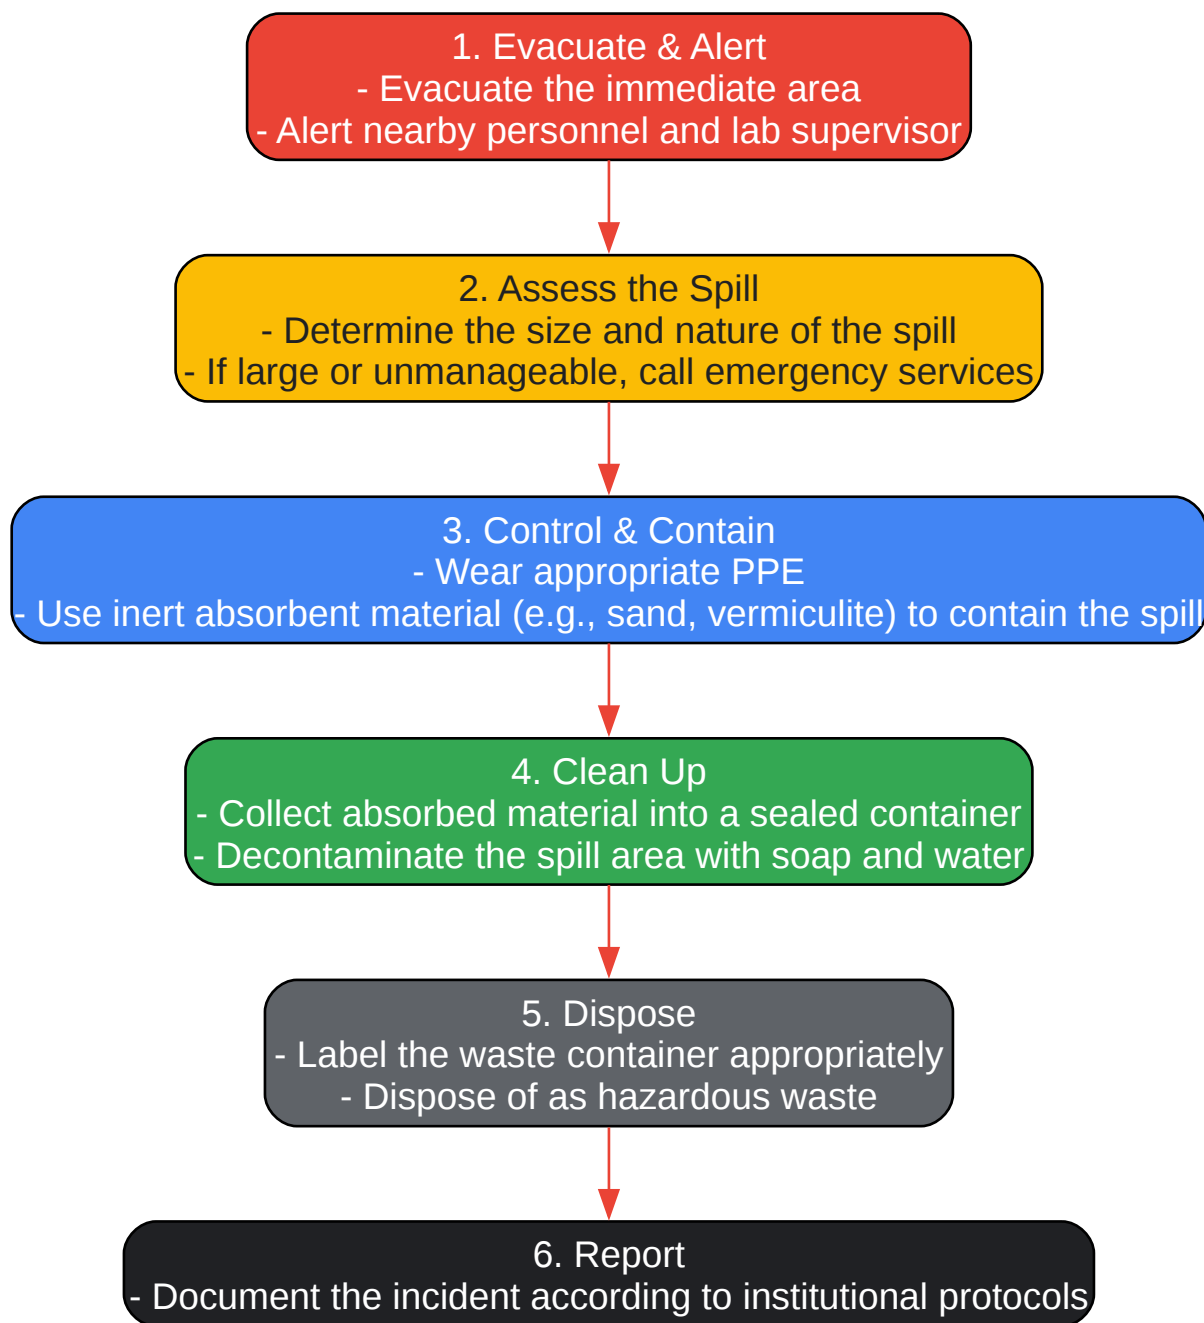 1. Evacuate & Alert
- Evacuate the immediate area
- Alert nearby personnel and lab supervisor
2. Assess the Spill
- Determine the size and nature of the spill
- If large or unmanageable, call emergency services
3. Control & Contain
- Wear appropriate PPE
- Use inert absorbent material (e.g., sand, vermiculite) to contain the spill
4. Clean Up
- Collect absorbed material into a sealed container
- Decontaminate the spill area with soap and water
5. Dispose
- Label the waste container appropriately
- Dispose of as hazardous waste
6. Report
- Document the incident according to institutional protocols